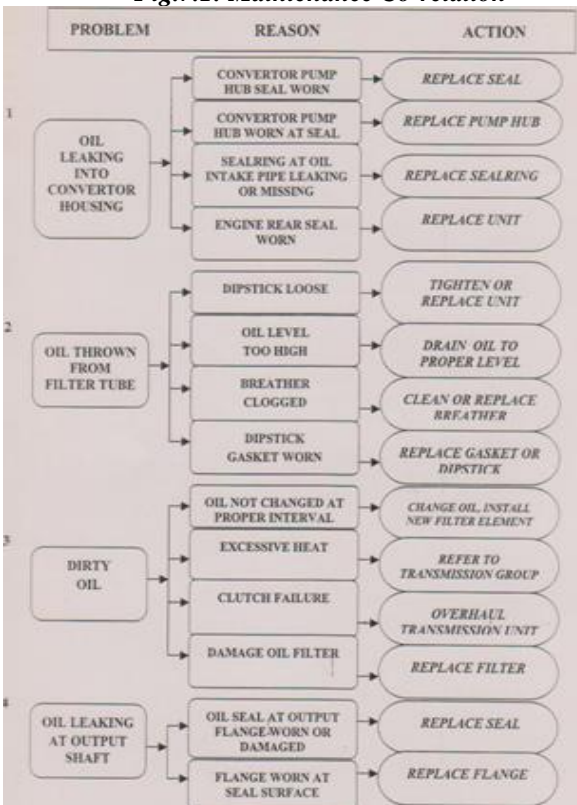 PROBLEM REASON ACTION
1
OIL
LEAKING
INTO
CONVERTOR
HOUSING
CONVERTOR PUMP
HUB SEAL WORN
REPLACE SEAL
CONVERTOR PUMP
HUB WORN AT SEAL
REPLACE PUMP HUB
SEALRING AT OIL
INTAKE PIPE LEAKING
OR MISSING
REPLACE SEALRING
ENGINE REAR SEAL
WORN
REPLACE UNIT
2
OIL THROWN
FROM
FILTER TUBE
DIPSTICK LOOSE
TIGHTEN OR
REPLACE UNIT
OIL LEVEL
TOO HIGH
DRAIN OIL TO
PROPER LEVEL
BREATHER
CLOGGED
CLEAN OR REPLACE
BREATHER
DIPSTICK
GASKET WORN
REPLACE GASKET OR
DIPSTICK
3
DIRTY
OIL
OIL NOT CHANGED AT
PROPER INTERVAL
CHANGE OIL, INSTALL
NEW FILTER ELEMENT
EXCESSIVE HEAT
REFER TO
TRANSMISSION GROUP
CLUTCH FAILURE
OVERHAUL
TRANSMISSION UNIT
DAMAGE OIL FILTER
REPLACE FILTER
4
OIL LEAKING
AT OUTPUT
SHAFT
OIL SEAL AT OUTPUT
FLANGE-WORN OR
DAMAGED
REPLACE SEAL
FLANGE WORN AT
SEAL SURFACE
REPLACE FLANGE